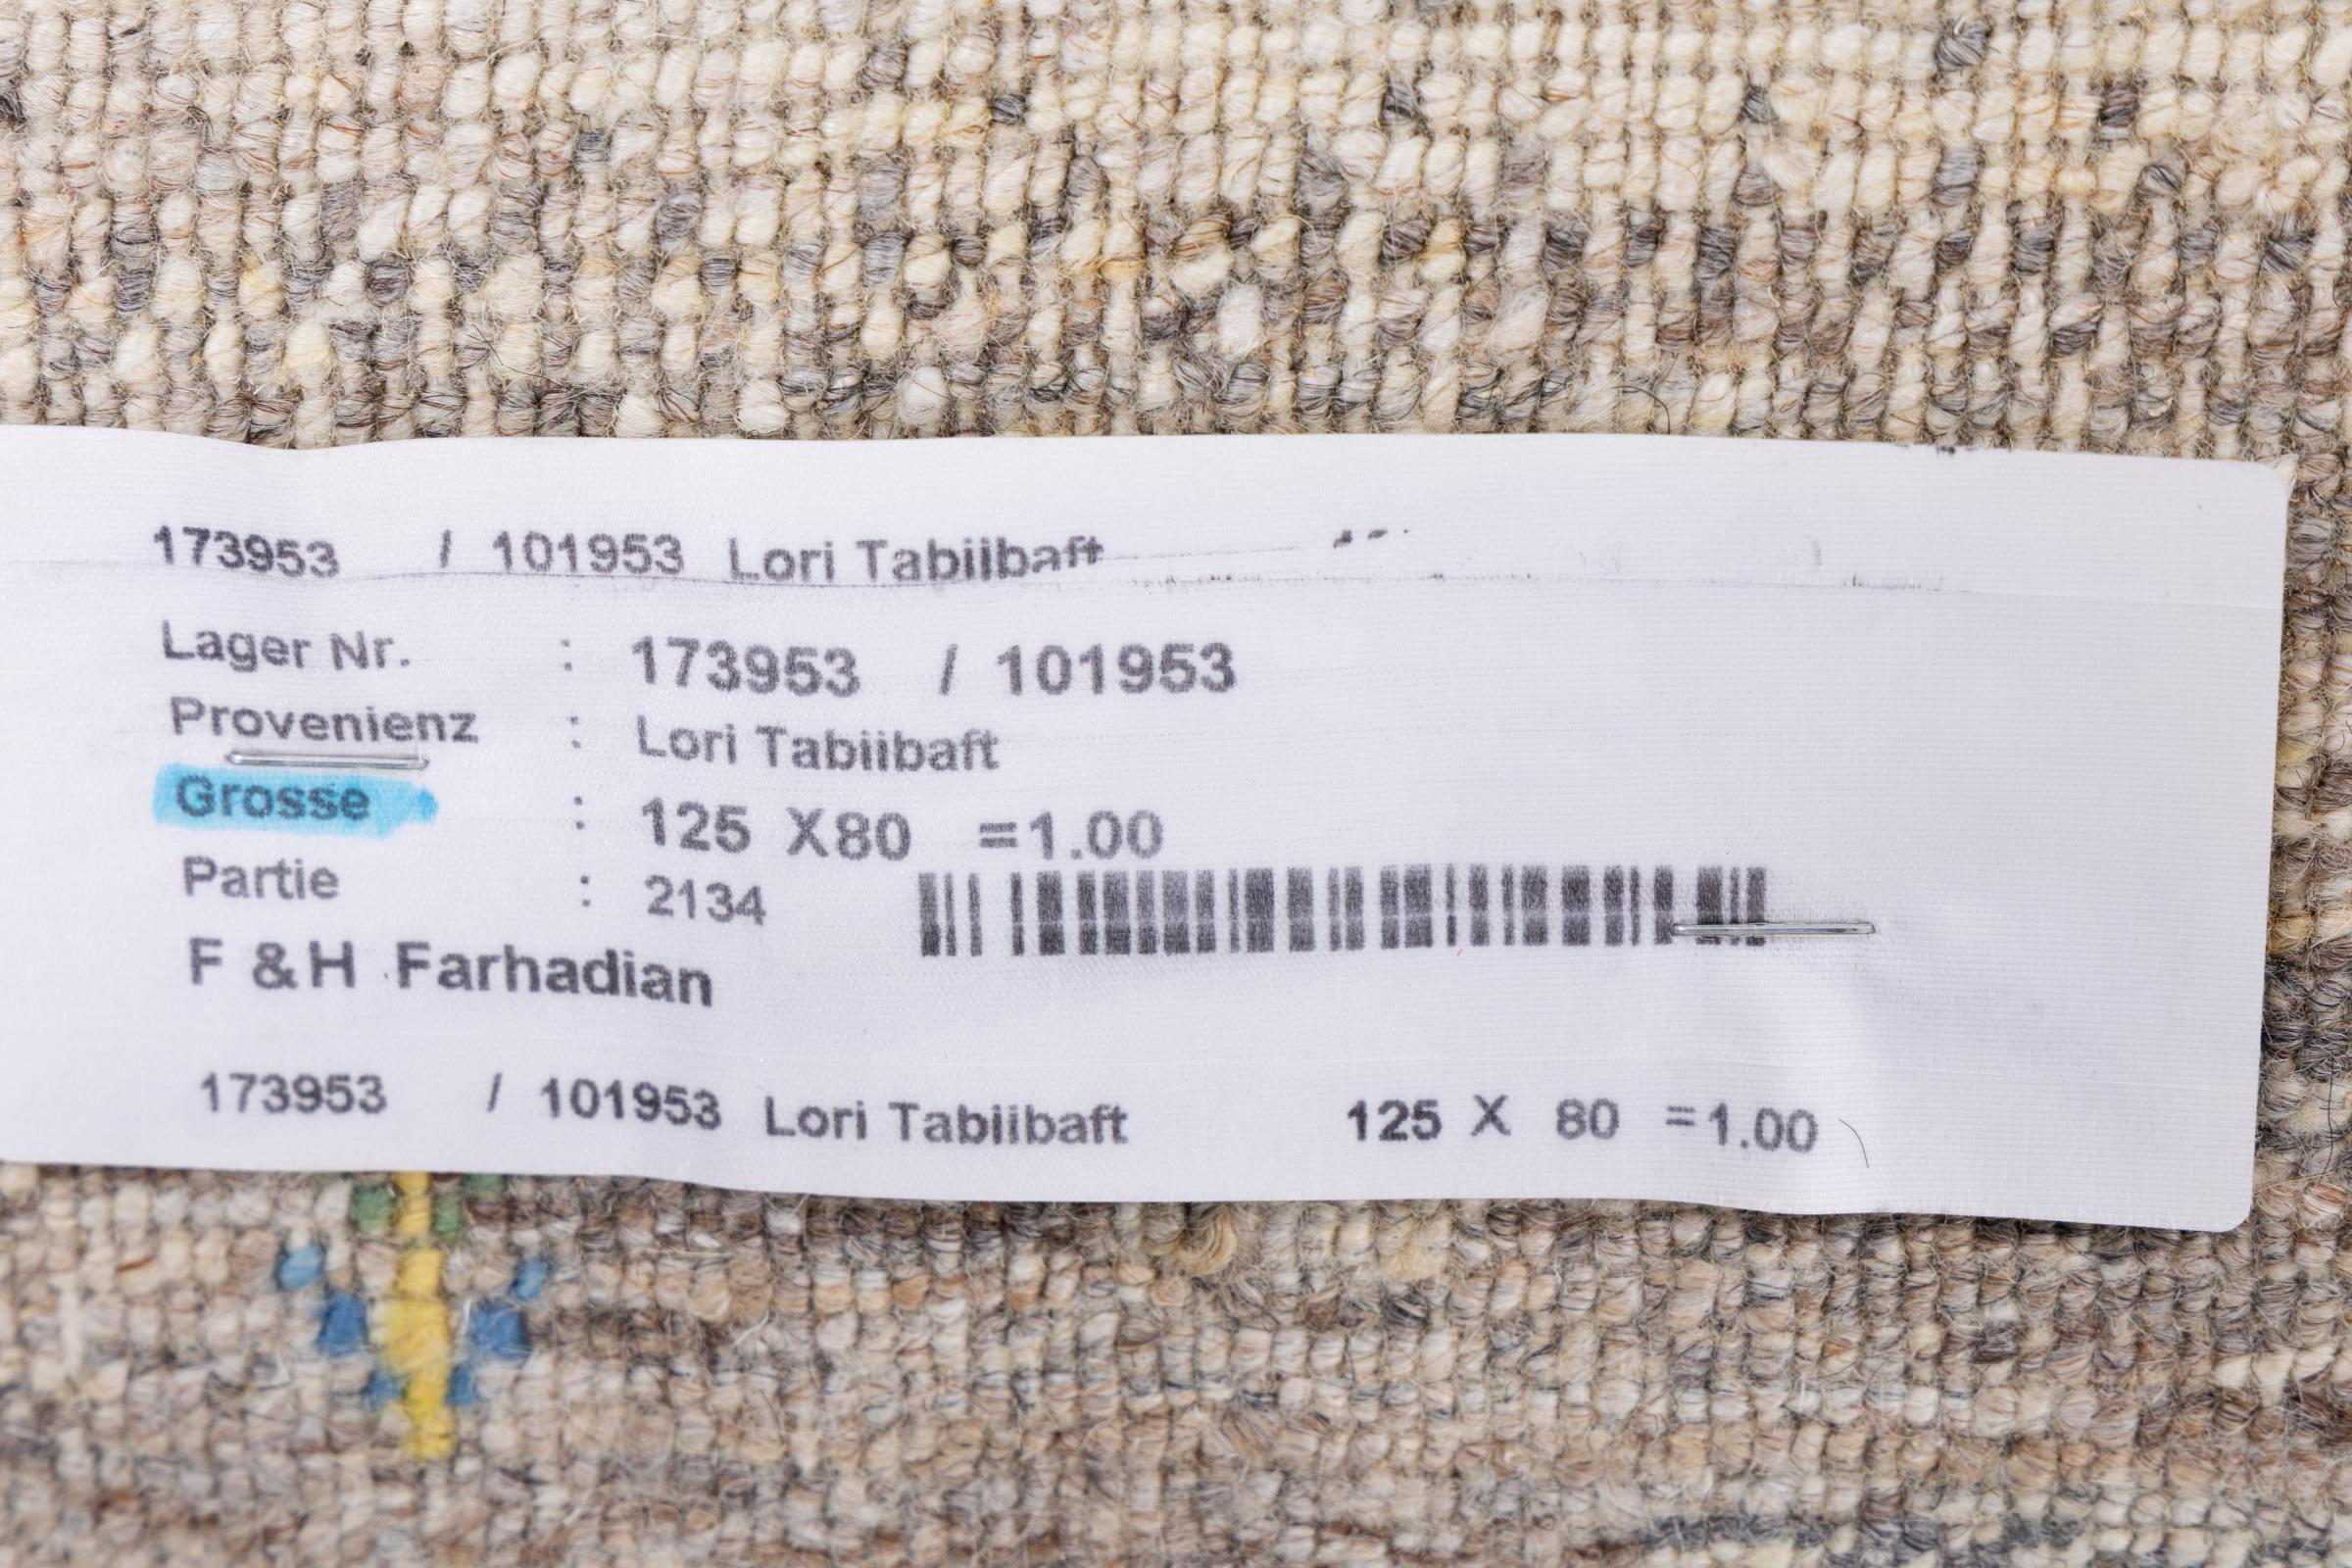 173953 / 101953 Lori Tabiibaft
Lager Nr. : 173953 / 101953
Provenienz : Lori Tabiibaft
Grosse : 125 X80 =1.00
Partie : 2134
F & H Farhadian
173953 / 101953 Lori Tabiibaft 125 X 80 =1.00